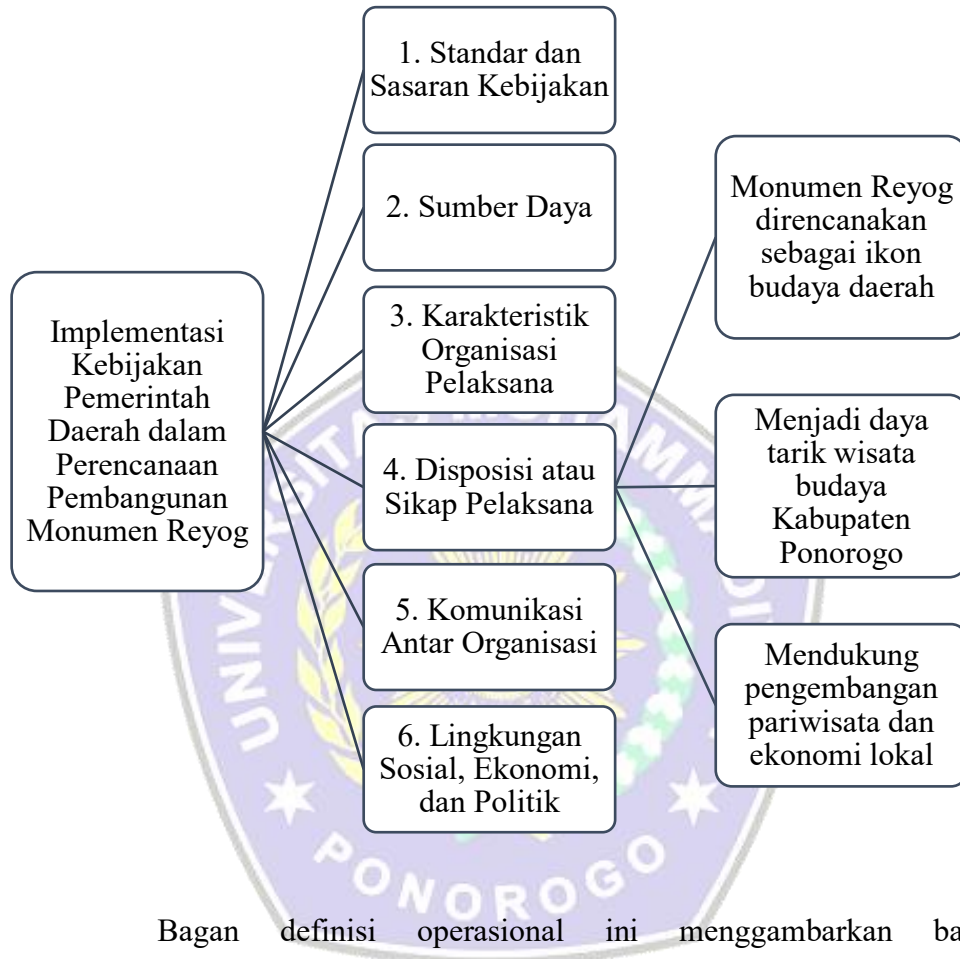 1. Standar dan
Sasaran Kebijakan
2. Sumber Daya
3. Karakteristik
Organisasi
Pelaksana
4. Disposisi atau
Sikap Pelaksana
5. Komunikasi
Antar Organisasi
6. Lingkungan
Sosial, Ekonomi,
dan Politik
Implementasi
Kebijakan
Pemerintah
Daerah dalam
Perencanaan
Pembangunan
Monumen Reyog
Monumen Reyog
direncanakan
sebagai ikon
budaya daerah
Menjadi daya
tarik wisata
budaya
Kabupaten
Ponorogo
Mendukung
pengembangan
pariwisata dan
ekonomi lokal
PONOROGO
Bagan definisi operasional ini menggambarkan